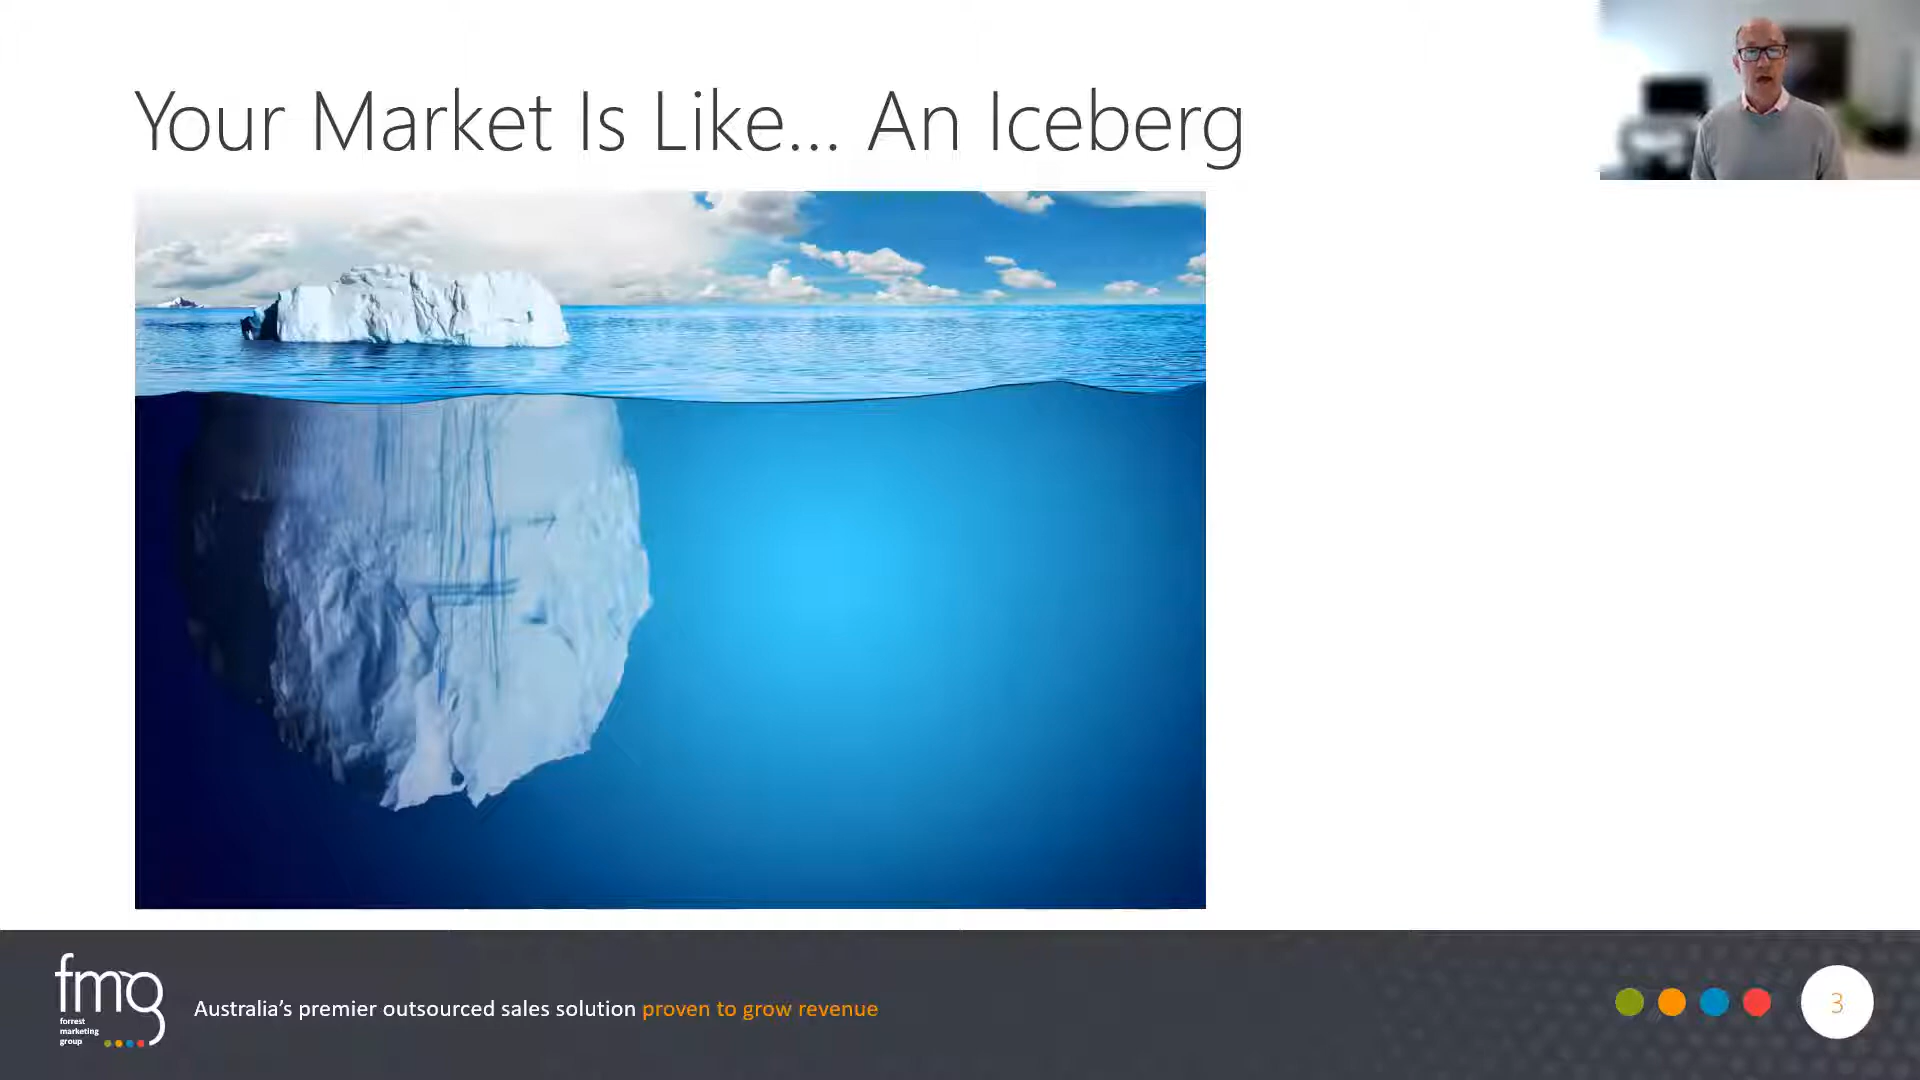 Your Market Is Like... An Iceberg
fmg
forrest
marketing
group
Australia's premier outsourced sales solution proven to grow revenue
3